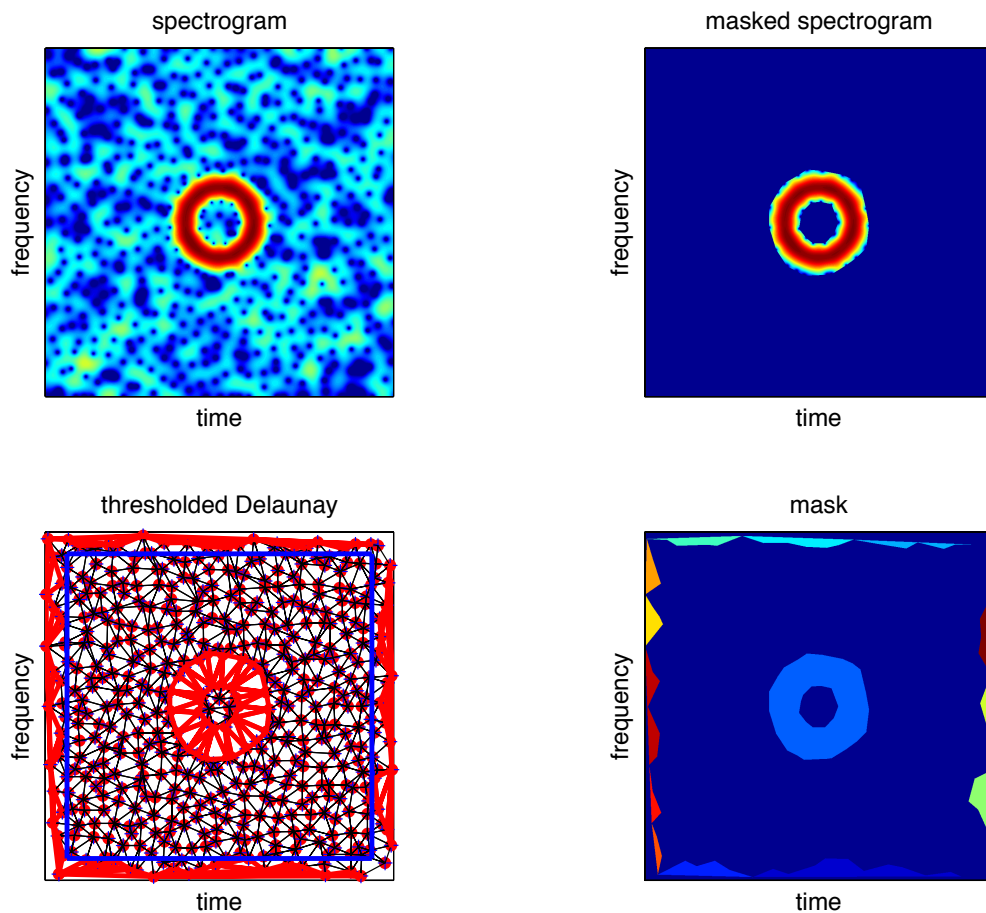 spectrogram
masked spectrogram
frequency
frequency
time
time
thresholded Delaunay
mask
frequency
frequency
time
time